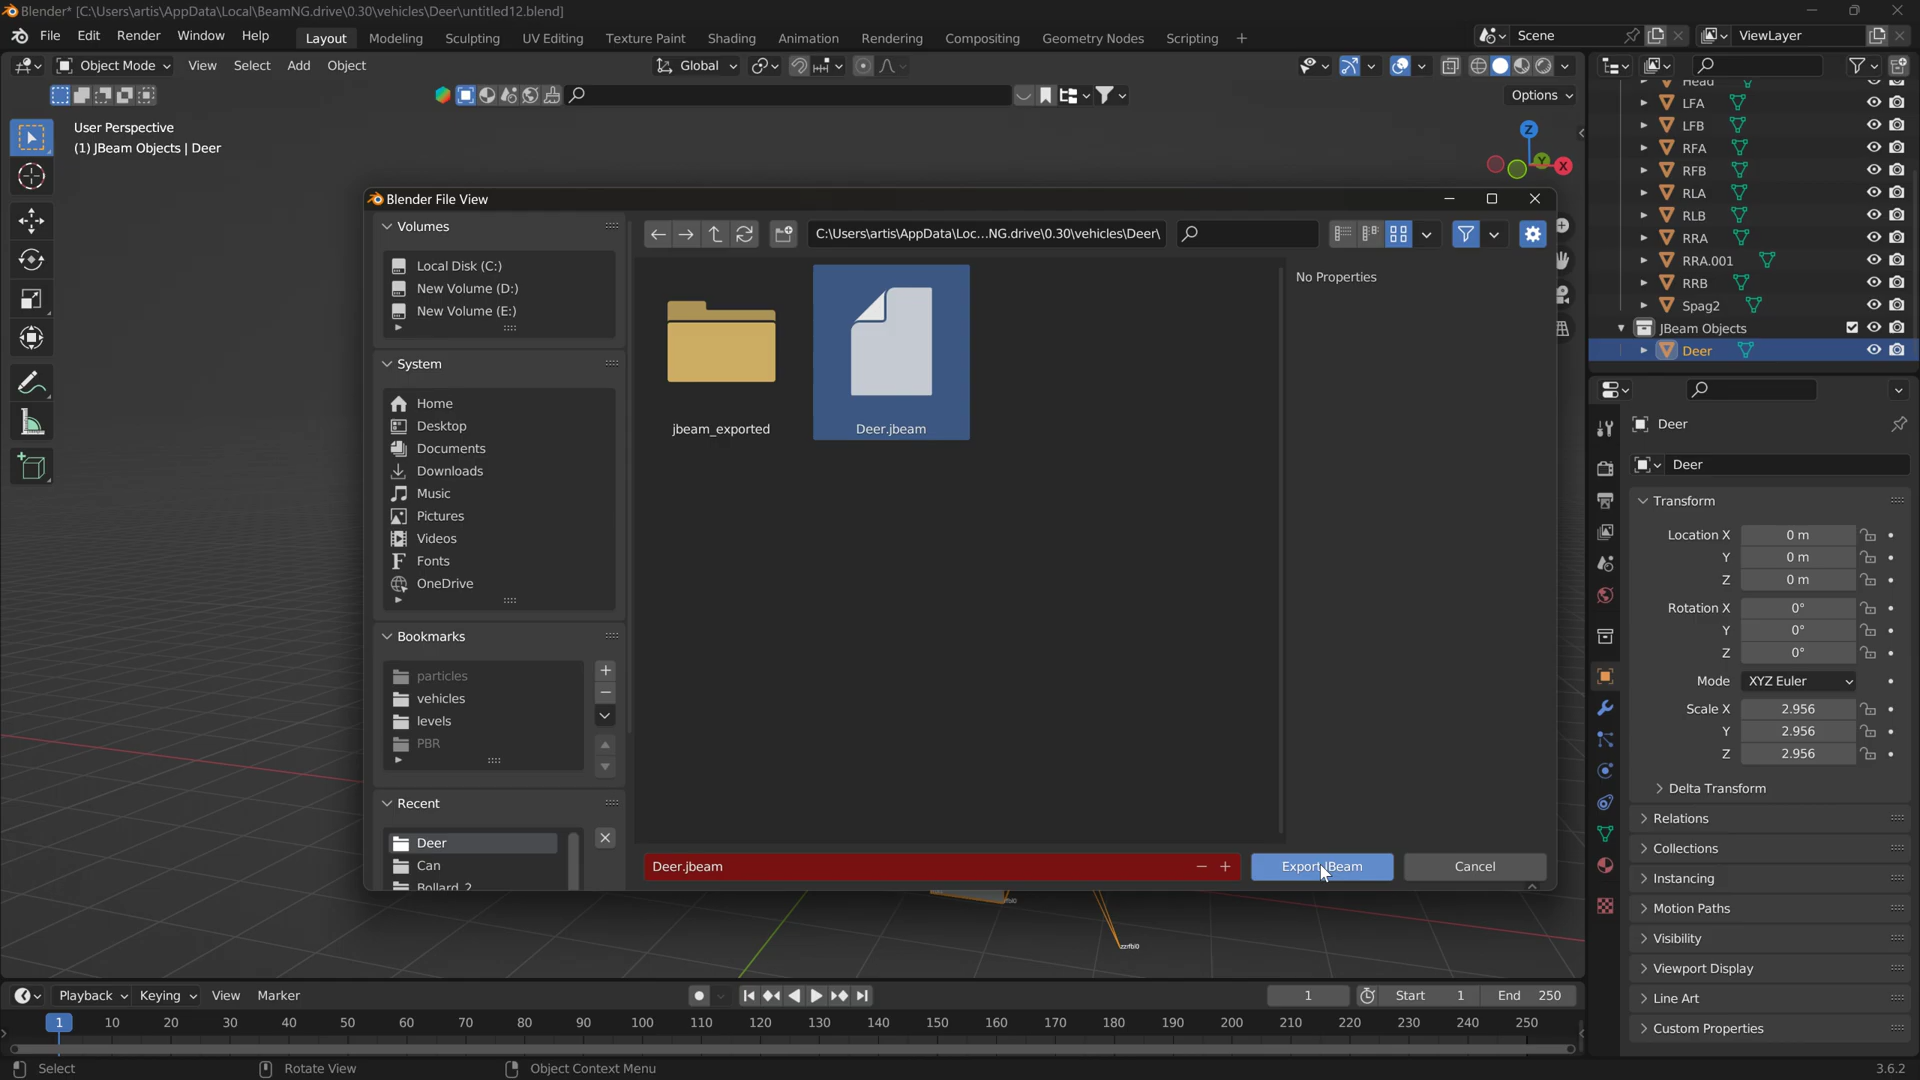 Blender* [C:\Users\artis\AppData\Local\BeamNG.drive\0.30\vehicles\Deer\untitled12.blend]
File Edit Render Window Help Layout Modeling Sculpting UV Editing Texture Paint Shading Animation Rendering Compositing Geometry Nodes Scripting + Scene ViewLayer
Object Mode View Select Add Object Global
Options
User Perspective
(1) JBeam Objects | Deer
Z
Y
X
Head
LFA
LFB
RFA
RFB
RLA
RLB
RRA
RRA.001
RRB
Spag2
JBeam Objects
Deer
Blender File View
Volumes
Local Disk (C:)
New Volume (D:)
New Volume (E:)
System
Home
Desktop
Documents
Downloads
Music
Pictures
Videos
Fonts
OneDrive
Bookmarks
particles
vehicles
levels
PBR
Recent
Deer
Can
Bollard_2
C:\Users\artis\AppData\Loc...NG.drive\0.30\vehicles\Deer\
jbeam_exported
Deer.jbeam
No Properties
Deer.jbeam
Export JBeam
Cancel
Deer
Deer
Transform
Location X 0 m
Y 0 m
Z 0 m
Rotation X 0°
Y 0°
Z 0°
Mode XYZ Euler
Scale X 2.956
Y 2.956
Z 2.956
Delta Transform
Relations
Collections
Instancing
Motion Paths
Visibility
Viewport Display
Line Art
Custom Properties
Playback Keying View Marker 1 Start 1 End 250
1 10 20 30 40 50 60 70 80 90 100 110 120 130 140 150 160 170 180 190 200 210 220 230 240 250
Select Rotate View Object Context Menu 3.6.2